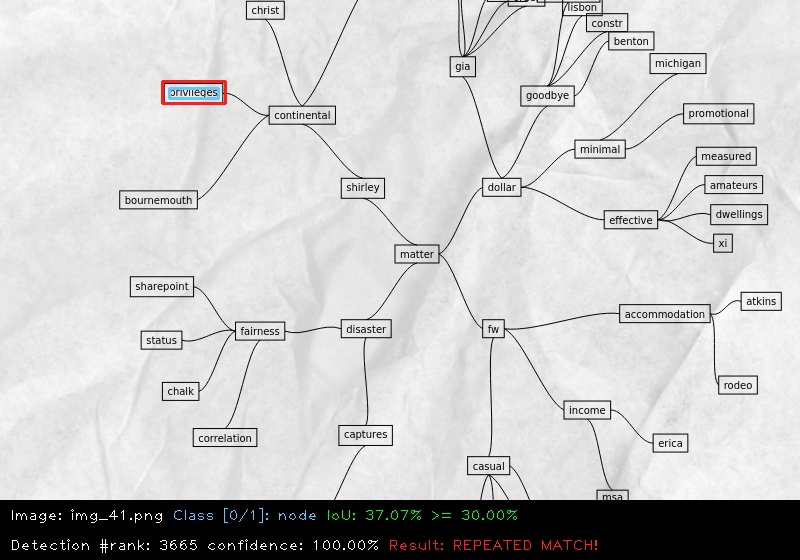 christ
lisbon
constr
benton
gia
michigan
privileges
goodbye
continental
promotional
minimal
measured
shirley
dollar
amateurs
bournemouth
dwellings
effective
xi
matter
sharepoint
atkins
accommodation
fairness
disaster
fw
status
rodeo
chalk
income
captures
correlation
erica
casual
msa
Image: img_41.png Class [0/1]: node IoU: 37.07% >= 30.00%
Detection #rank: 3665 confidence: 100.00% Result: REPEATED MATCH!